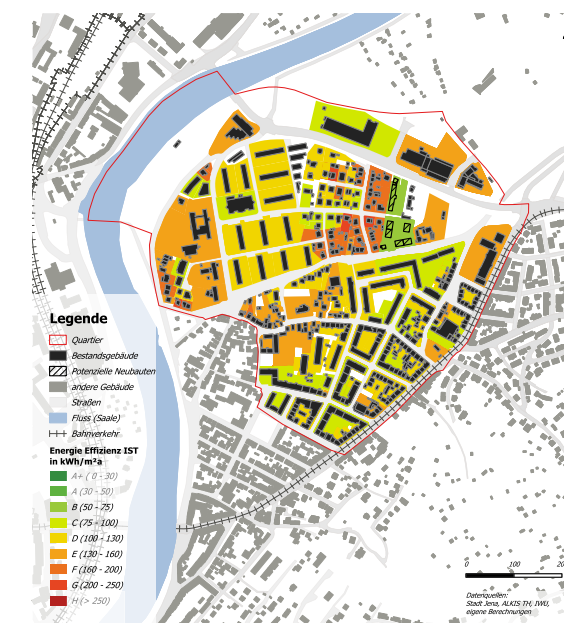 Legende
Quartier
Bestandsgebäude
Potenzielle Neubauten
andere Gebäude
Straßen
Fluss (Saale)
Bahnverkehr
Energie Effizienz IST
in kWh/m²a
A+ ( 0 - 30)
A (30 - 50)
B (50 - 75)
C (75 - 100)
D (100 - 130)
E (130 - 160)
F (160 - 200)
G (200 - 250)
H (> 250)
0 100 20
Datenquellen:
Stadt Jena, ALKIS TH, IWU,
eigene Berechnungen